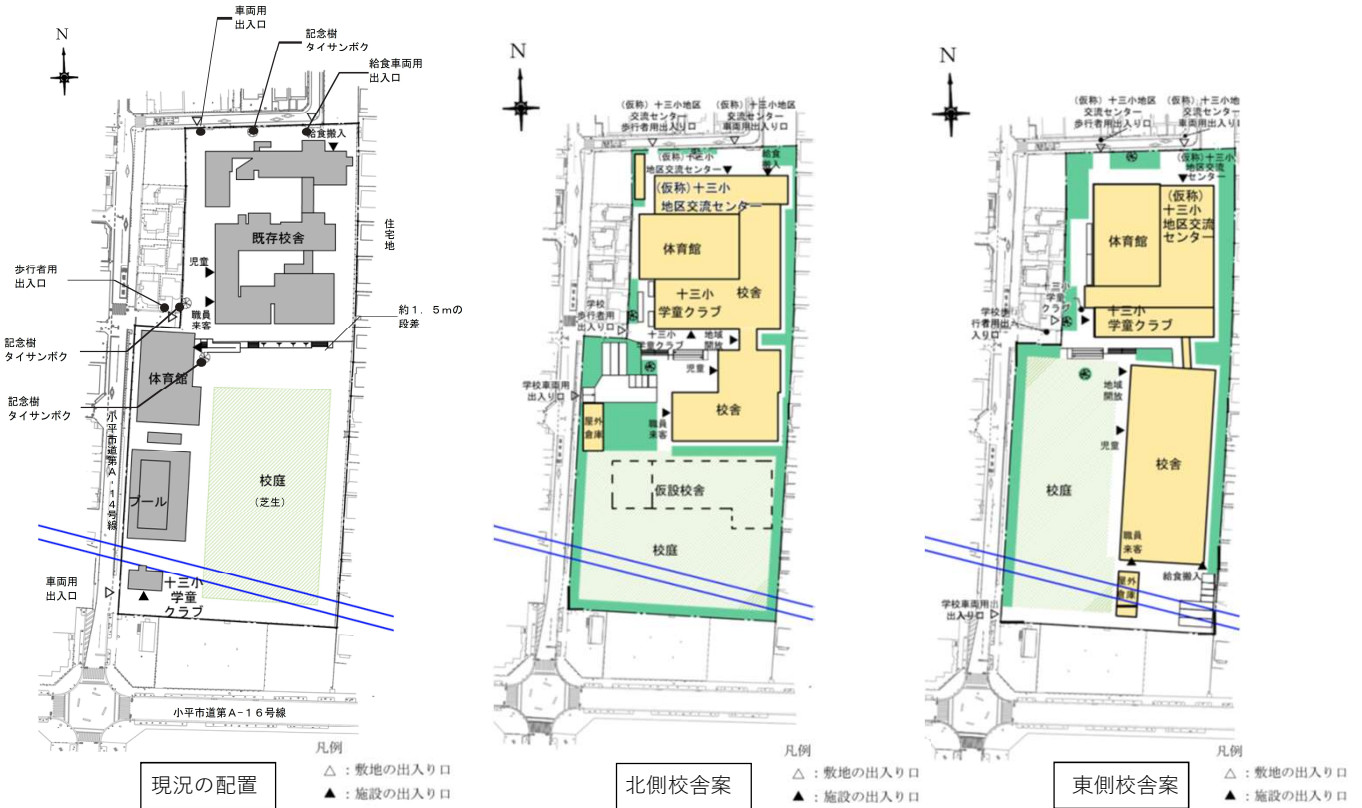 車両用
出入口
記念樹
タイサンボク
給食車両用
出入口
N
給食搬入
既存校舎
住宅地
児童
歩行者用
出入口
職員
来客
約1．5mの
段差
記念樹
タイサンボク
体育館
記念樹
タイサンボク
小平市道第A-14号線
校庭
(芝生)
プール
車両用
出入口
十三小
学童
クラブ
小平市道第A-16号線
凡例
現況の配置
△ : 敷地の出入り口
▲ : 施設の出入り口
N
(仮称) 十三小地区
交流センター
歩行者用出入り口
(仮称) 十三小地区
交流センター
車両用出入り口
(仮称) 十三小
地区交流センター
給食
搬入
(仮称) 十三小
地区交流センター
体育館
校舎
十三小
学童クラブ
学校
歩行者用
出入り口
十三小
学童クラブ
地域
開放
児童
学校車両用
出入り口
校舎
屋外
倉庫
職員
来客
仮設校舎
校庭
凡例
北側校舎案
△ : 敷地の出入り口
▲ : 施設の出入り口
N
(仮称) 十三小地区
交流センター
歩行者用出入り口
(仮称) 十三小地
交流センター
車両用出入り口
(仮称) 十三小
地区交流
センター
(仮称)
十三小
地区交流
センター
体育館
十三小
学童
クラブ
十三小
学童クラブ
地域
開放
児童
校舎
校庭
職員
来客
給食搬入
屋外
倉庫
学校車両用
出入り口
凡例
東側校舎案
△ : 敷地の出入り口
▲ : 施設の出入り口